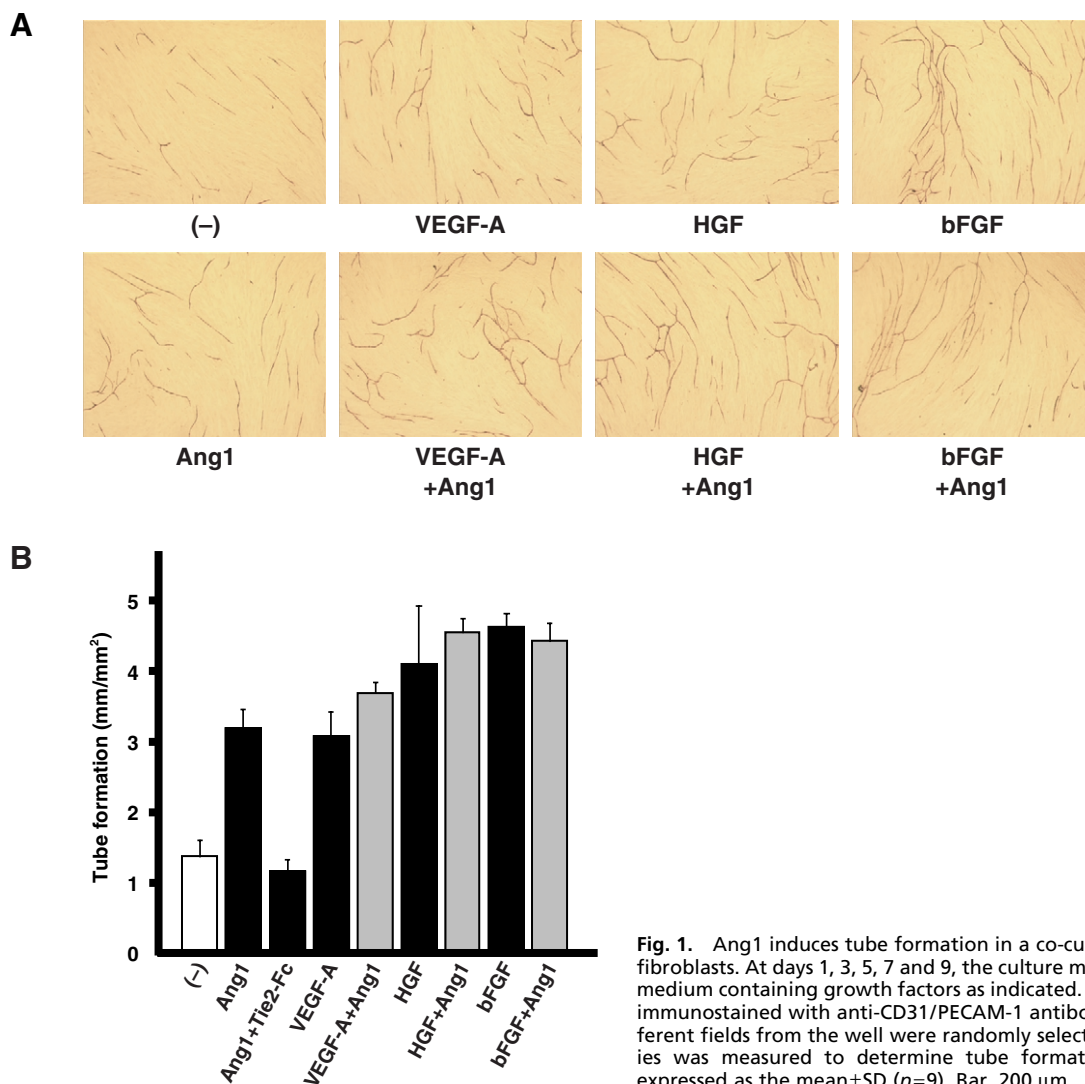 A
(–)
VEGF-A
HGF
bFGF
Ang1
VEGF-A
+Ang1
HGF
+Ang1
bFGF
+Ang1
B
Tube formation (mm/mm²)
5
4
3
2
1
0
(–)
Ang1
Ang1+Tie2-Fc
VEGF-A
VEGF-A+Ang1
HGF
HGF+Ang1
bFGF
bFGF+Ang1
Fig. 1. Ang1 induces tube formation in a co-cu
fibroblasts. At days 1, 3, 5, 7 and 9, the culture m
medium containing growth factors as indicated.
immunostained with anti-CD31/PECAM-1 antibo
ferent fields from the well were randomly select
ies was measured to determine tube format
expressed as the mean±SD (n=9). Bar, 200 µm.